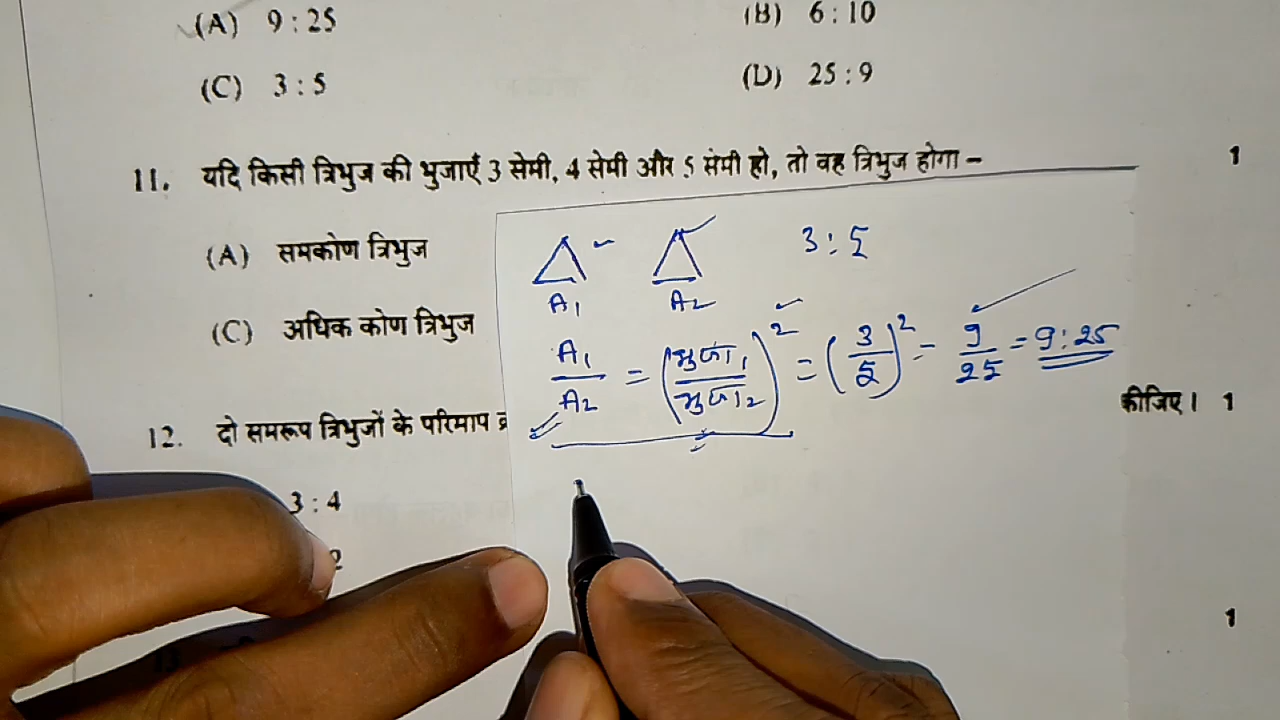 (A) 9 : 25 (B) 6 : 10
(C) 3 : 5 (D) 25 : 9
11. यदि किसी त्रिभुज की भुजाएँ 3 सेमी, 4 सेमी और 5 सेमी हो, तो वह त्रिभुज होगा – 1
(A) समकोण त्रिभुज
(C) अधिक कोण त्रिभुज
3 : 5
A₁ A₂
A₁/A₂ = (भुजा₁/भुजा₂)² = (3/5)² = 9/25 = 9:25
12. दो समरूप त्रिभुजों के परिमाप कीजिए। 1
3 : 4
2
1